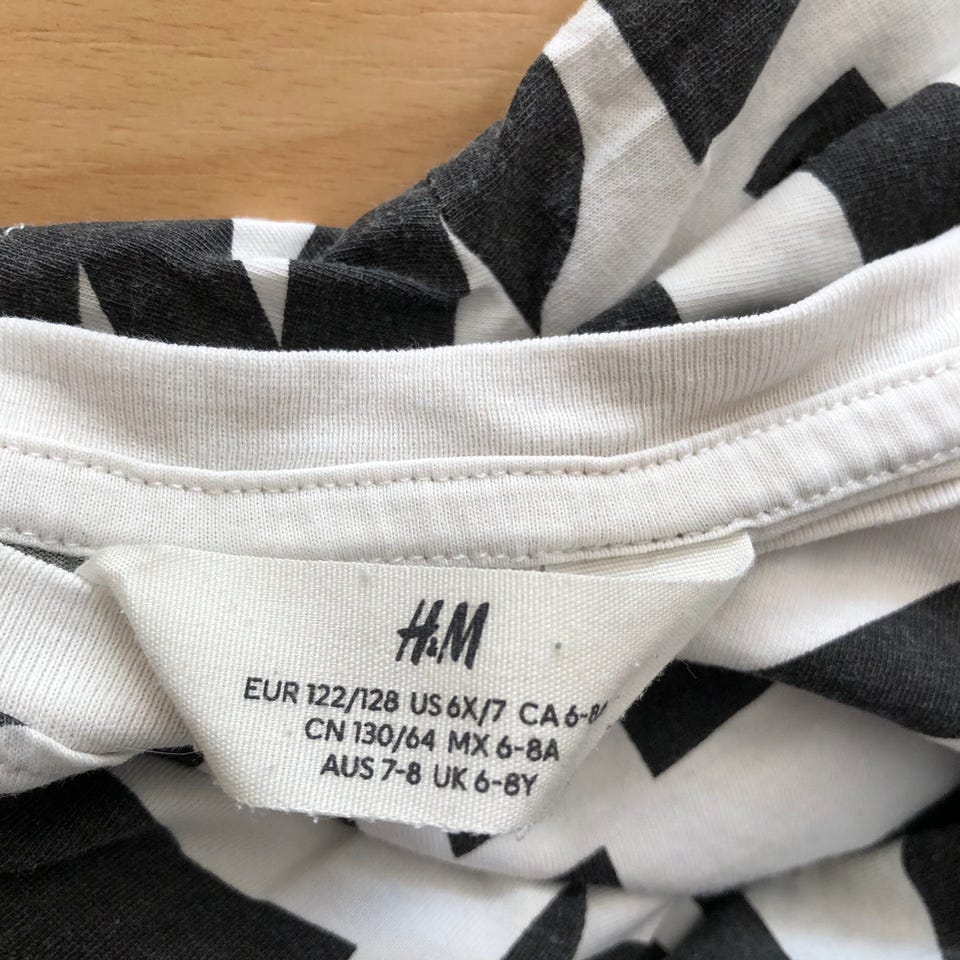 H&M
EUR 122/128 US 6X/7 CA 6-8A
CN 130/64 MX 6-8A
AUS 7-8 UK 6-8Y